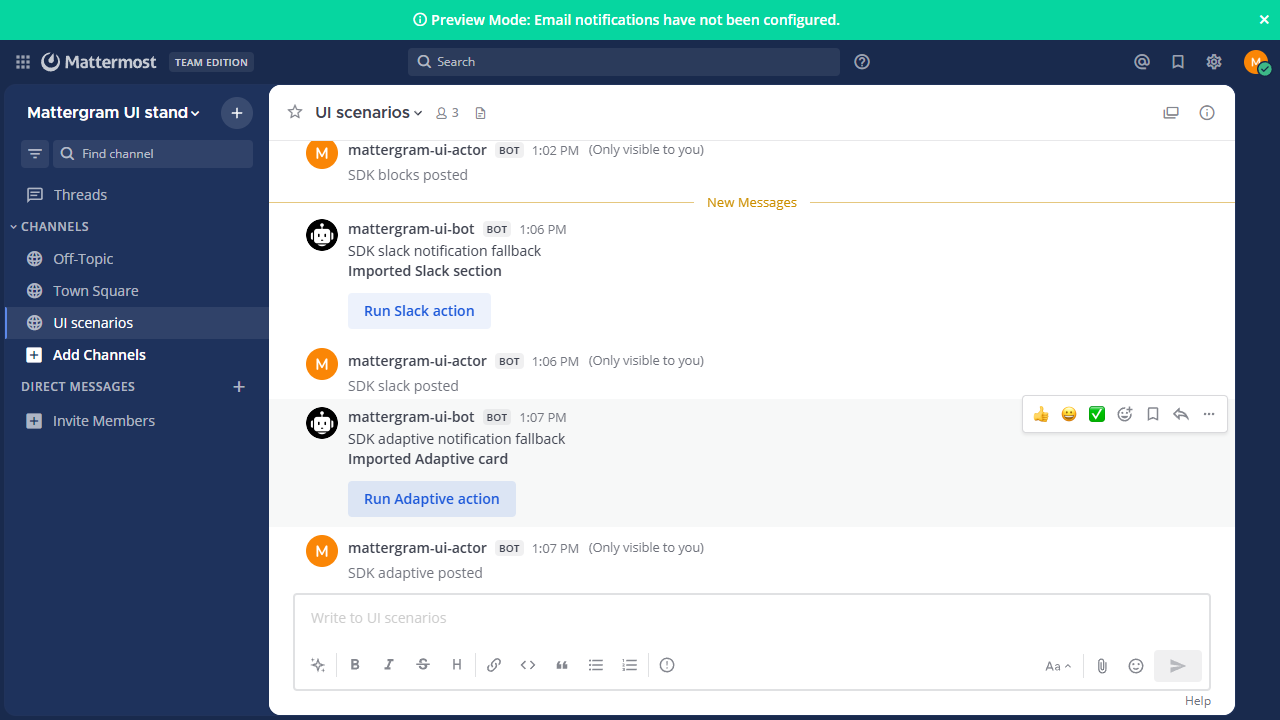 Preview Mode: Email notifications have not been configured.
Mattermost TEAM EDITION
Search
M
Mattergram UI stand
Find channel
Threads
CHANNELS
Off-Topic
Town Square
UI scenarios
Add Channels
DIRECT MESSAGES
Invite Members
UI scenarios 3
M mattergram-ui-actor BOT 1:02 PM (Only visible to you)
SDK blocks posted
New Messages
mattergram-ui-bot BOT 1:06 PM
SDK slack notification fallback
Imported Slack section
Run Slack action
M mattergram-ui-actor BOT 1:06 PM (Only visible to you)
SDK slack posted
mattergram-ui-bot BOT 1:07 PM
SDK adaptive notification fallback
Imported Adaptive card
Run Adaptive action
M mattergram-ui-actor BOT 1:07 PM (Only visible to you)
SDK adaptive posted
Write to UI scenarios
B I S H Aa
Help